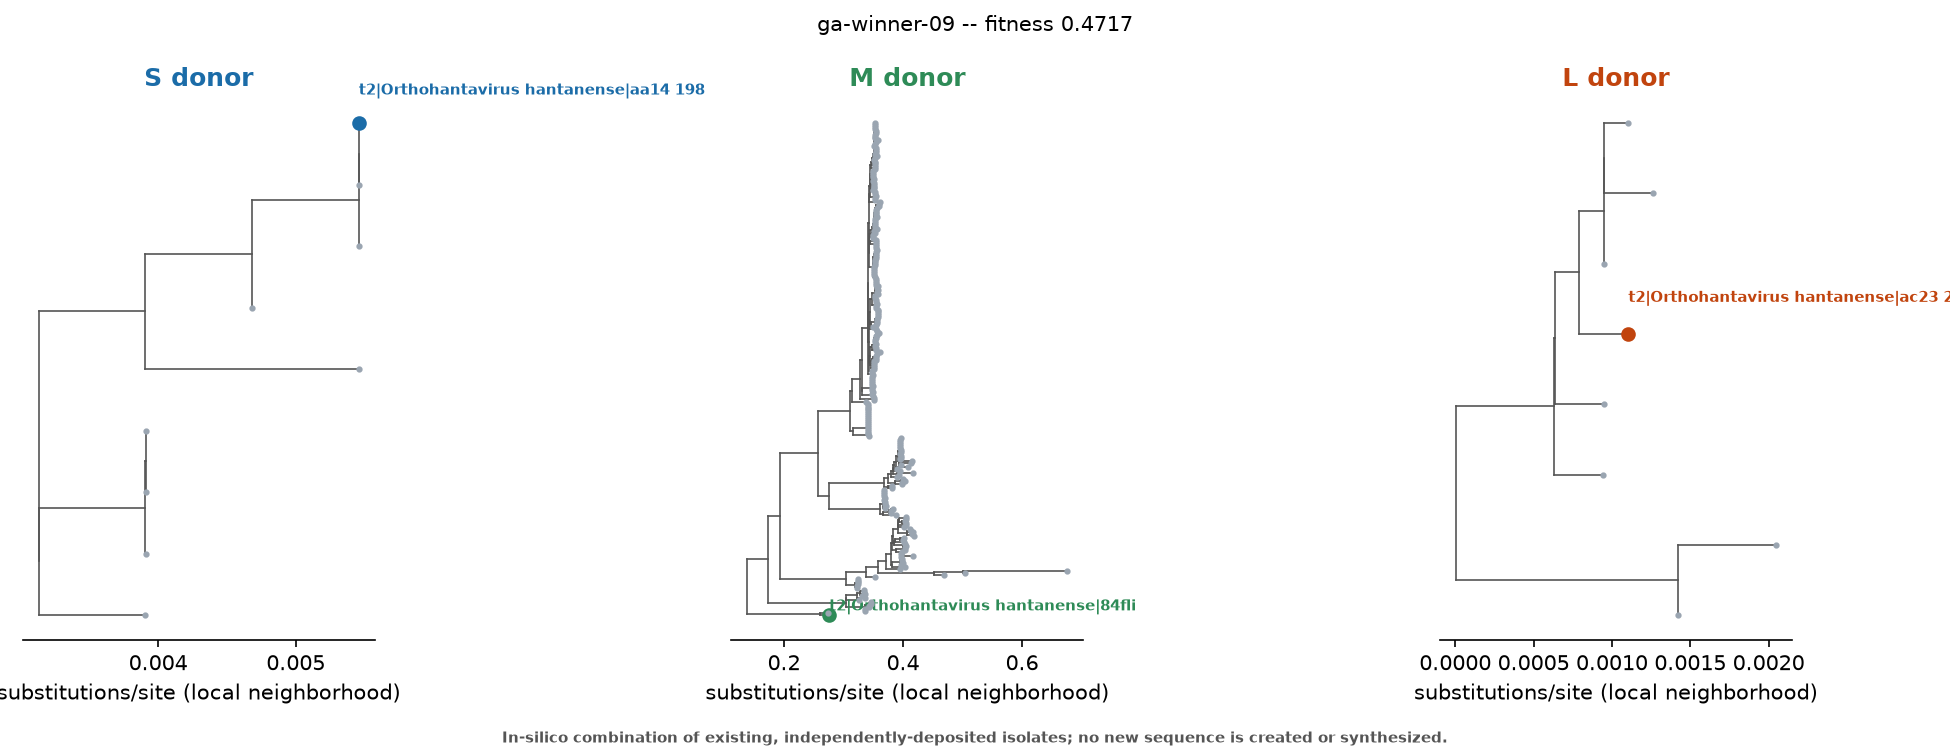 ga-winner-09 -- fitness 0.4717
S donor
M donor
L donor
t2|Orthohantavirus hantanense|aa14 198
t2|Orthohantavirus hantanense|ac23 2
t2|Orthohantavirus hantanense|84fli
0.004 0.005
0.2 0.4 0.6
0.0000 0.0005 0.0010 0.0015 0.0020
substitutions/site (local neighborhood)
substitutions/site (local neighborhood)
substitutions/site (local neighborhood)
In-silico combination of existing, independently-deposited isolates; no new sequence is created or synthesized.